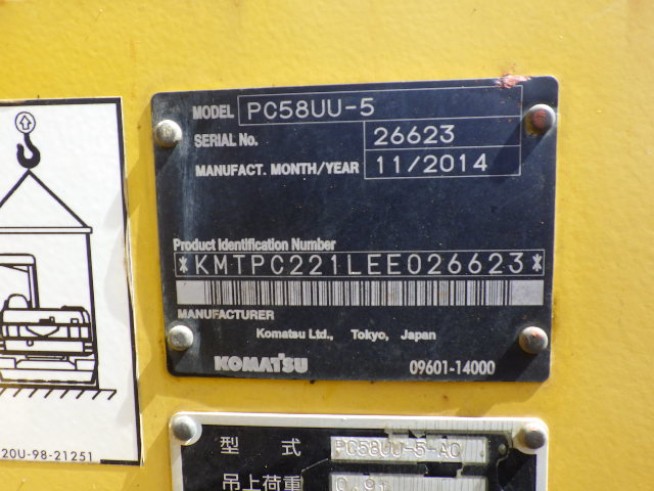 MODEL PC58UU-5
SERIAL No. 26623
MANUFACT. MONTH/YEAR 11/2014
Product Identification Number
*KMTPC221LEE026623*
MANUFACTURER
Komatsu Ltd., Tokyo, Japan
KOMATSU 09601-14000
20U-98-21251
型 式 PC58UU-5-AC
吊上荷重